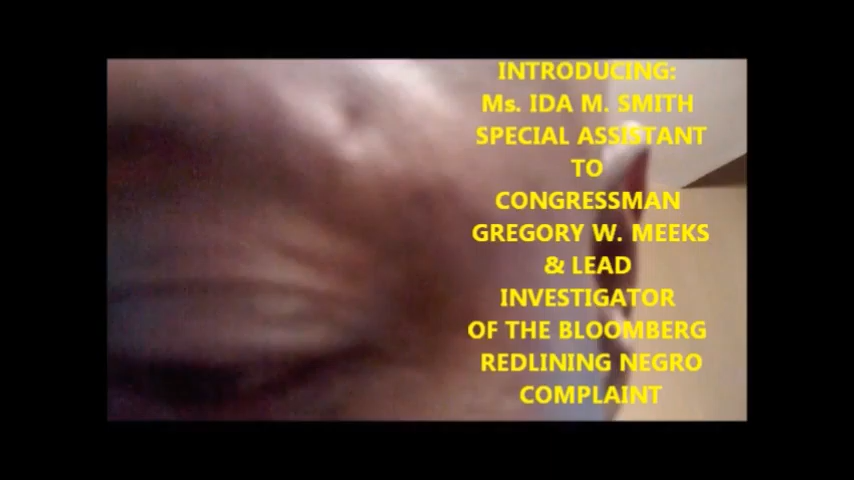 INTRODUCING:
Ms. IDA M. SMITH
SPECIAL ASSISTANT
TO
CONGRESSMAN
GREGORY W. MEEKS
& LEAD
INVESTIGATOR
OF THE BLOOMBERG
REDLINING NEGRO
COMPLAINT